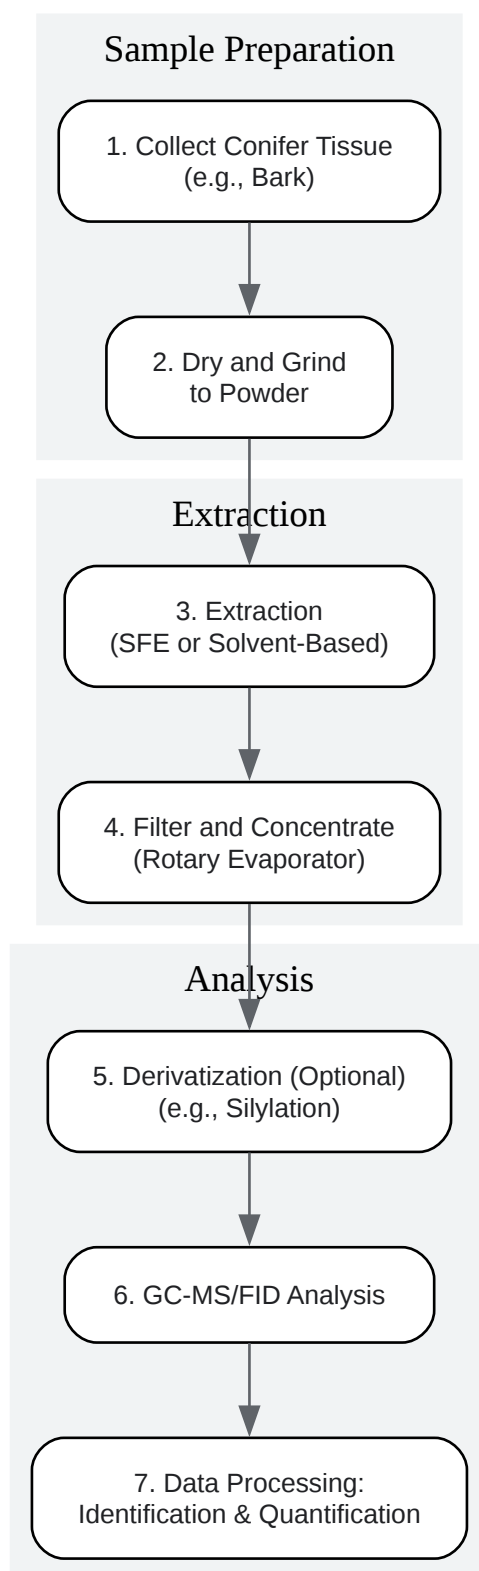 Sample Preparation
1. Collect Conifer Tissue
(e.g., Bark)
2. Dry and Grind
to Powder
Extraction
3. Extraction
(SFE or Solvent-Based)
4. Filter and Concentrate
(Rotary Evaporator)
Analysis
5. Derivatization (Optional)
(e.g., Silylation)
6. GC-MS/FID Analysis
7. Data Processing:
Identification & Quantification